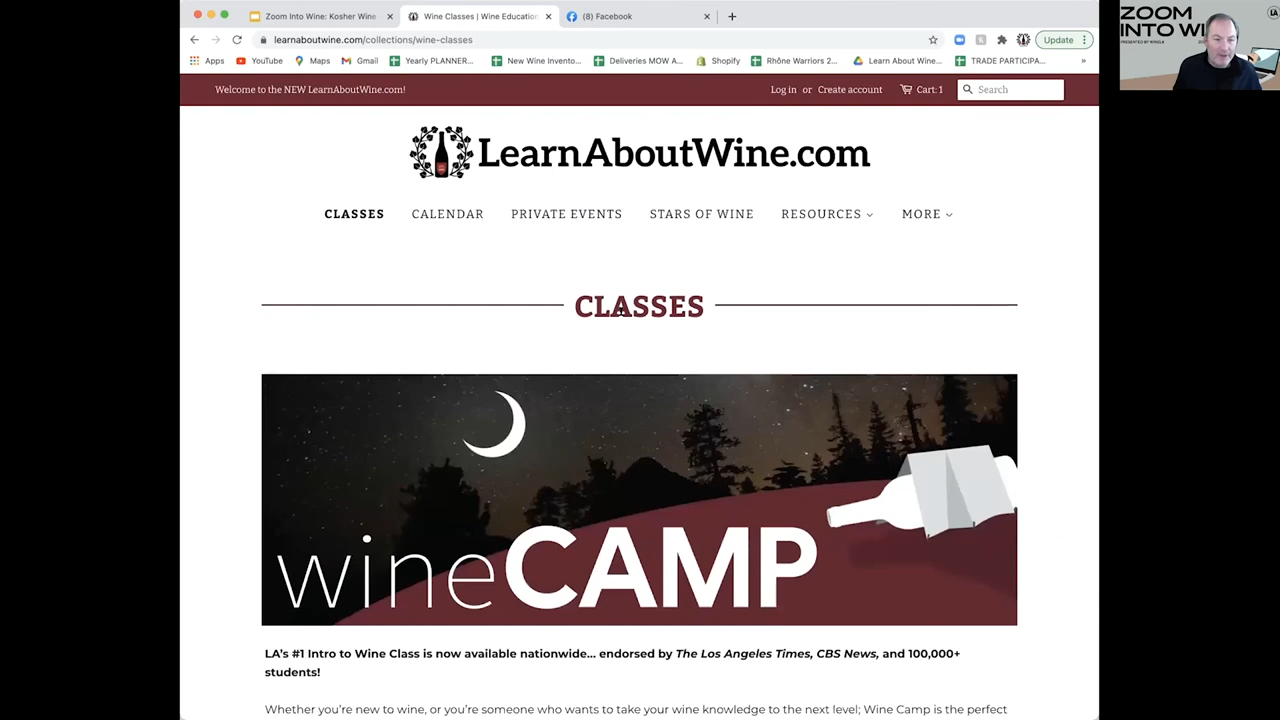 Zoom Into Wine: Kosher Wine
Wine Classes | Wine Education
(8) Facebook
learnaboutwine.com/collections/wine-classes
Update
Apps
YouTube
Maps
Gmail
Yearly PLANNER...
New Wine Invento...
Deliveries MOW A...
Shopify
Rhône Warriors 2...
Learn About Wine...
TRADE PARTICIPA...
»
Welcome to the NEW LearnAboutWine.com!
Log in or Create account
Cart: 1
Search
LearnAboutWine.com
CLASSES
CALENDAR
PRIVATE EVENTS
STARS OF WINE
RESOURCES
MORE
CLASSES
wineCAMP
LA's #1 Intro to Wine Class is now available nationwide... endorsed by The Los Angeles Times, CBS News, and 100,000+
students!
Whether you're new to wine, or you're someone who wants to take your wine knowledge to the next level; Wine Camp is the perfect
ZOOM
INTO WI